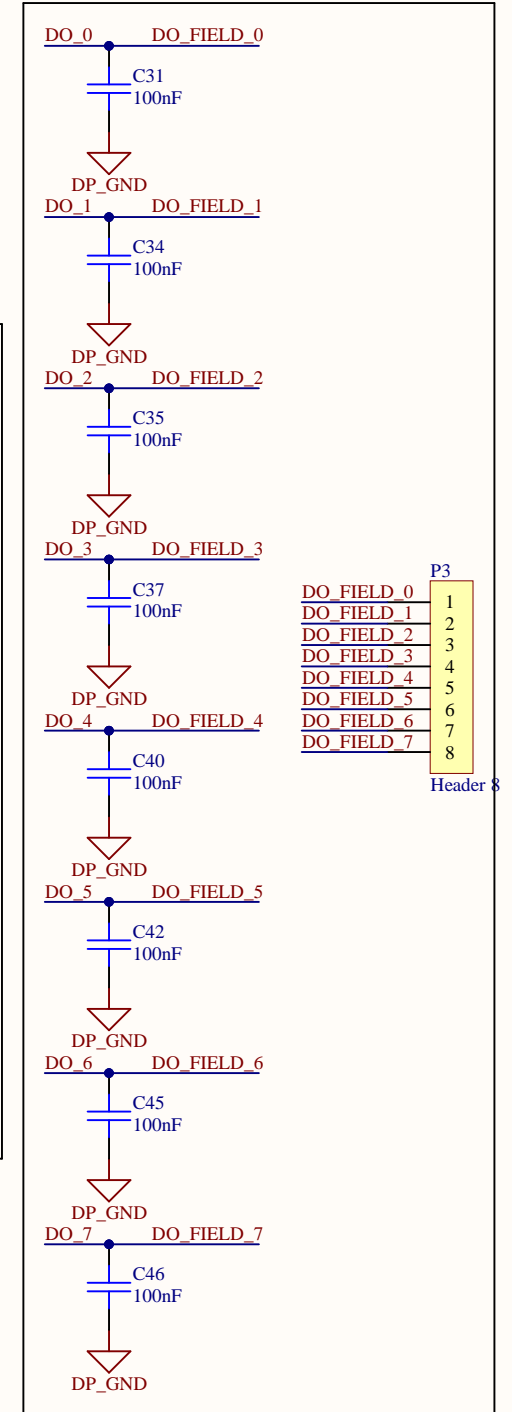 DO_0 DO_FIELD_0
C31
100nF
DP_GND
DO_1 DO_FIELD_1
C34
100nF
DP_GND
DO_2 DO_FIELD_2
C35
100nF
DP_GND
DO_3 DO_FIELD_3
C37
100nF
DP_GND
DO_4 DO_FIELD_4
C40
100nF
DP_GND
DO_5 DO_FIELD_5
C42
100nF
DP_GND
DO_6 DO_FIELD_6
C45
100nF
DP_GND
DO_7 DO_FIELD_7
C46
100nF
DP_GND
P3
DO_FIELD_0 1
DO_FIELD_1 2
DO_FIELD_2 3
DO_FIELD_3 4
DO_FIELD_4 5
DO_FIELD_5 6
DO_FIELD_6 7
DO_FIELD_7 8
Header 8